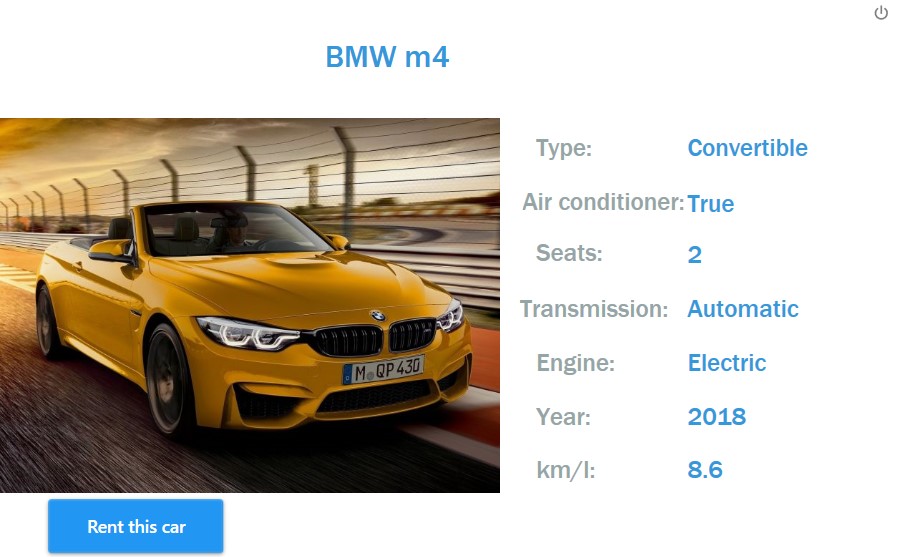 BMW m4
Type: Convertible
Air conditioner: True
Seats: 2
Transmission: Automatic
Engine: Electric
Year: 2018
km/l: 8.6
M QP 430
Rent this car